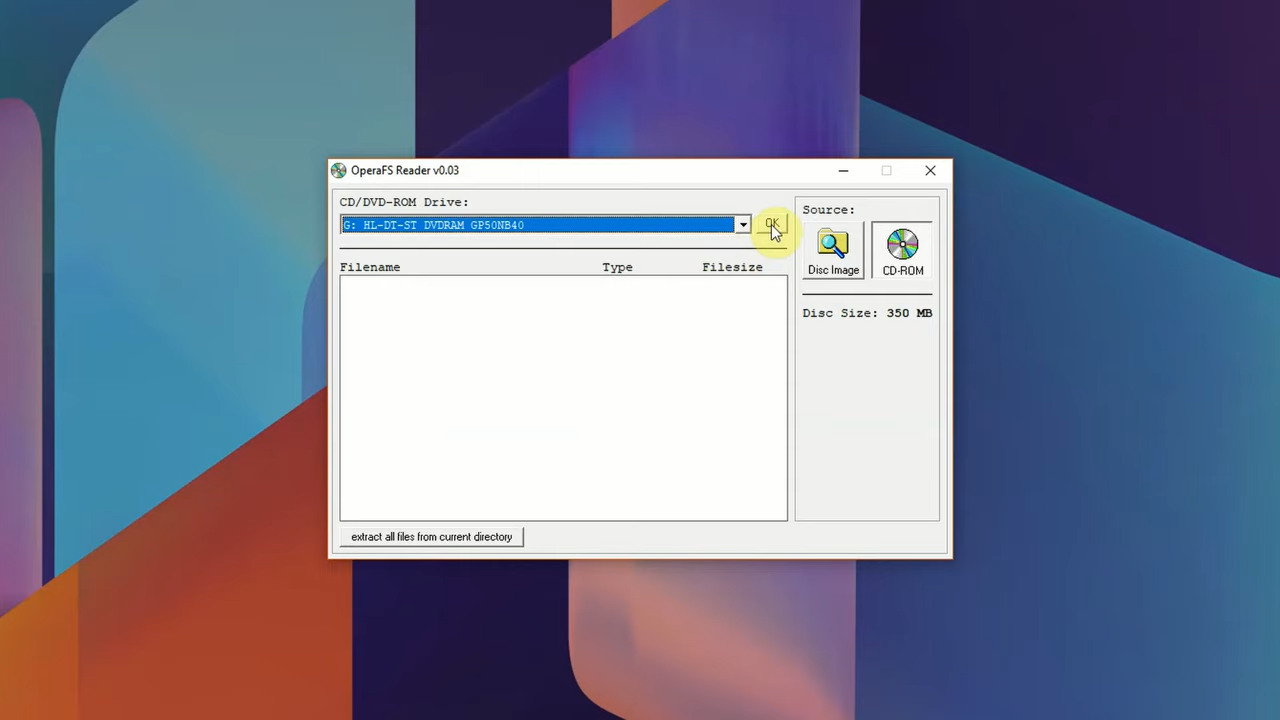 OperaFS Reader v0.03
CD/DVD-ROM Drive:
G: HL-DT-ST DVDRAM GP50NB40
OK
Source:
Disc Image
CD-ROM
Filename Type Filesize
Disc Size: 350 MB
extract all files from current directory